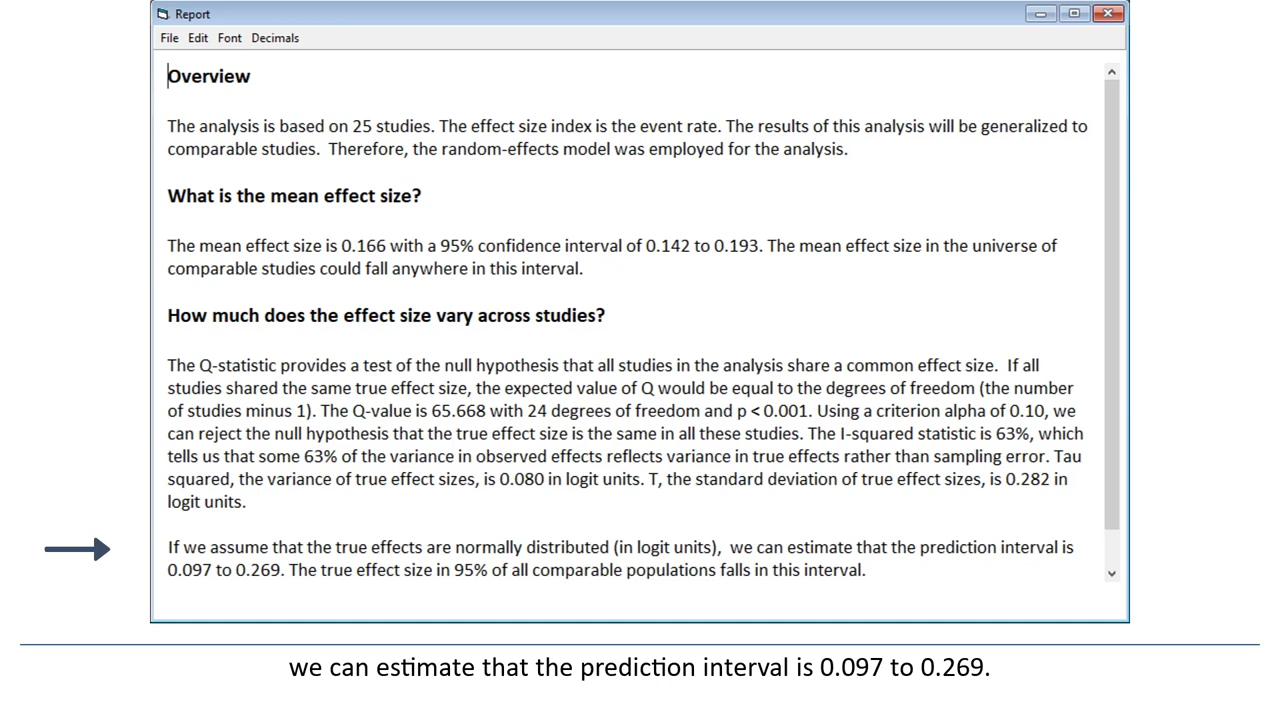 Report
File Edit Font Decimals
Overview
The analysis is based on 25 studies. The effect size index is the event rate. The results of this analysis will be generalized to
comparable studies.  Therefore, the random-effects model was employed for the analysis.
What is the mean effect size?
The mean effect size is 0.166 with a 95% confidence interval of 0.142 to 0.193. The mean effect size in the universe of
comparable studies could fall anywhere in this interval.
How much does the effect size vary across studies?
The Q-statistic provides a test of the null hypothesis that all studies in the analysis share a common effect size.  If all
studies shared the same true effect size, the expected value of Q would be equal to the degrees of freedom (the number
of studies minus 1). The Q-value is 65.668 with 24 degrees of freedom and p < 0.001. Using a criterion alpha of 0.10, we
can reject the null hypothesis that the true effect size is the same in all these studies. The I-squared statistic is 63%, which
tells us that some 63% of the variance in observed effects reflects variance in true effects rather than sampling error. Tau
squared, the variance of true effect sizes, is 0.080 in logit units. T, the standard deviation of true effect sizes, is 0.282 in
logit units.
If we assume that the true effects are normally distributed (in logit units),  we can estimate that the prediction interval is
0.097 to 0.269. The true effect size in 95% of all comparable populations falls in this interval.
we can estimate that the prediction interval is 0.097 to 0.269.